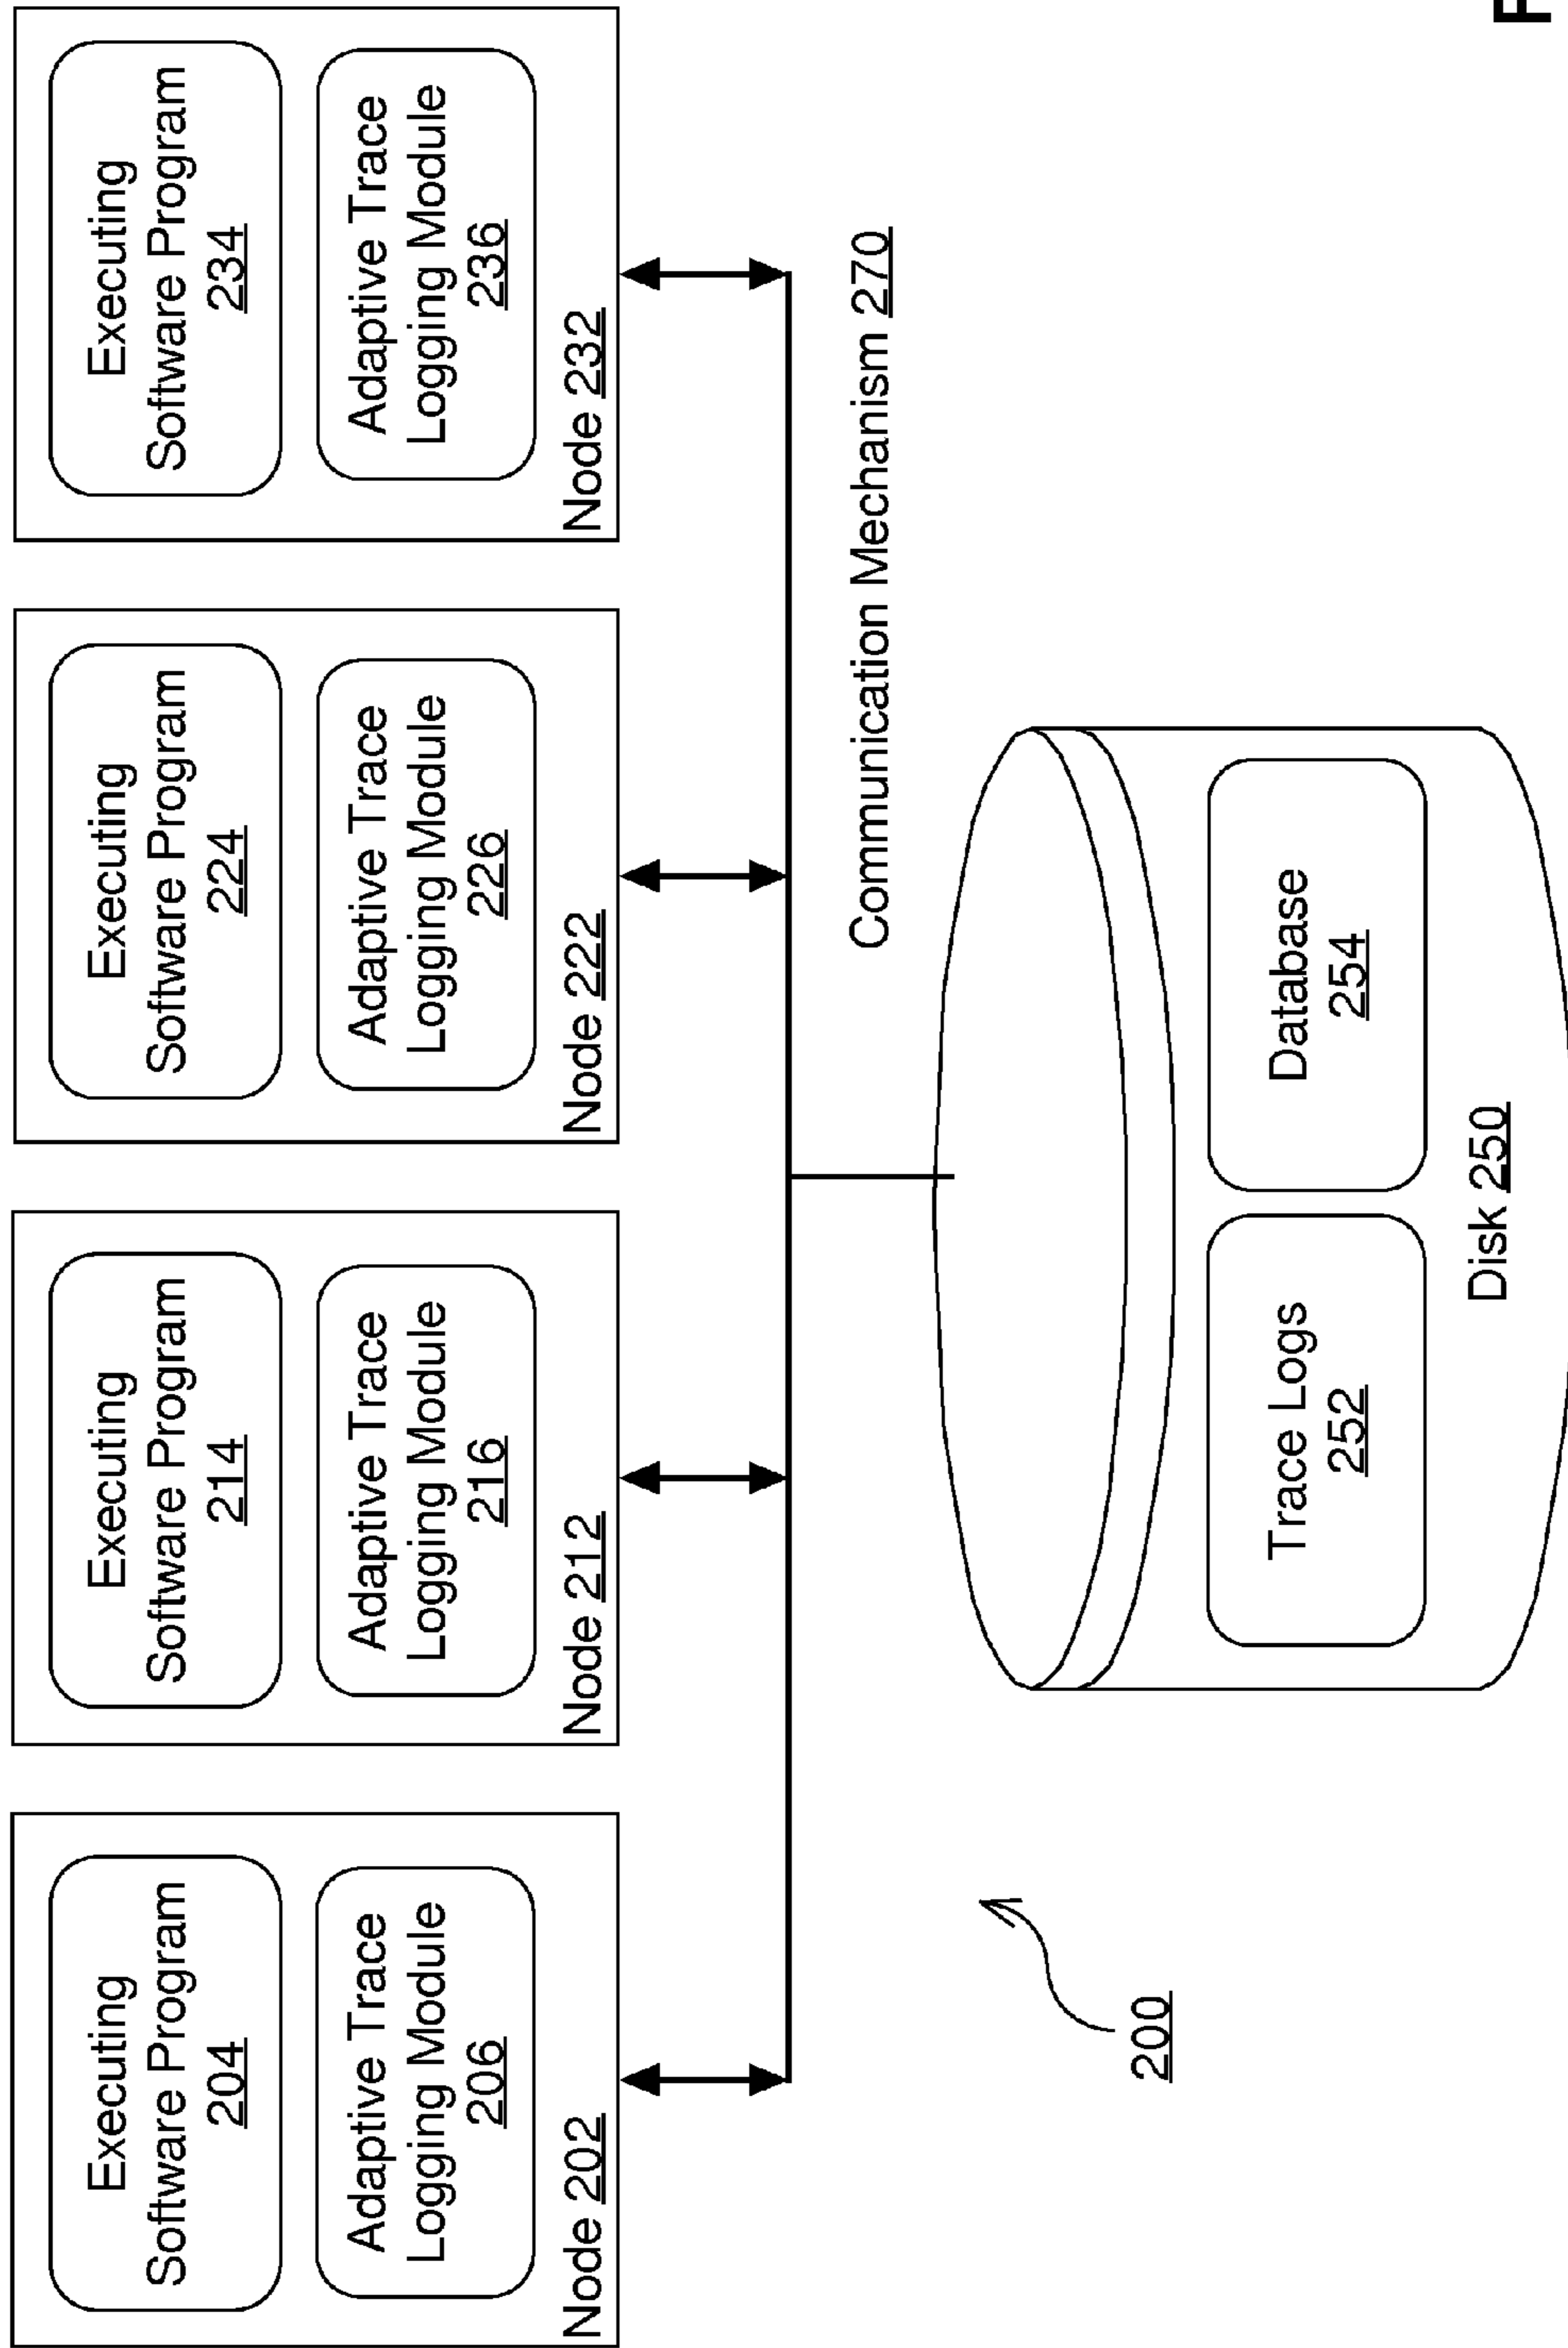 Executing
Software Program
204
Adaptive Trace
Logging Module
206
Node 202
Executing
Software Program
214
Adaptive Trace
Logging Module
216
Node 212
Executing
Software Program
224
Adaptive Trace
Logging Module
226
Node 222
Executing
Software Program
234
Adaptive Trace
Logging Module
236
Node 232
Communication Mechanism 270
Trace Logs
252
Database
254
Disk 250
200